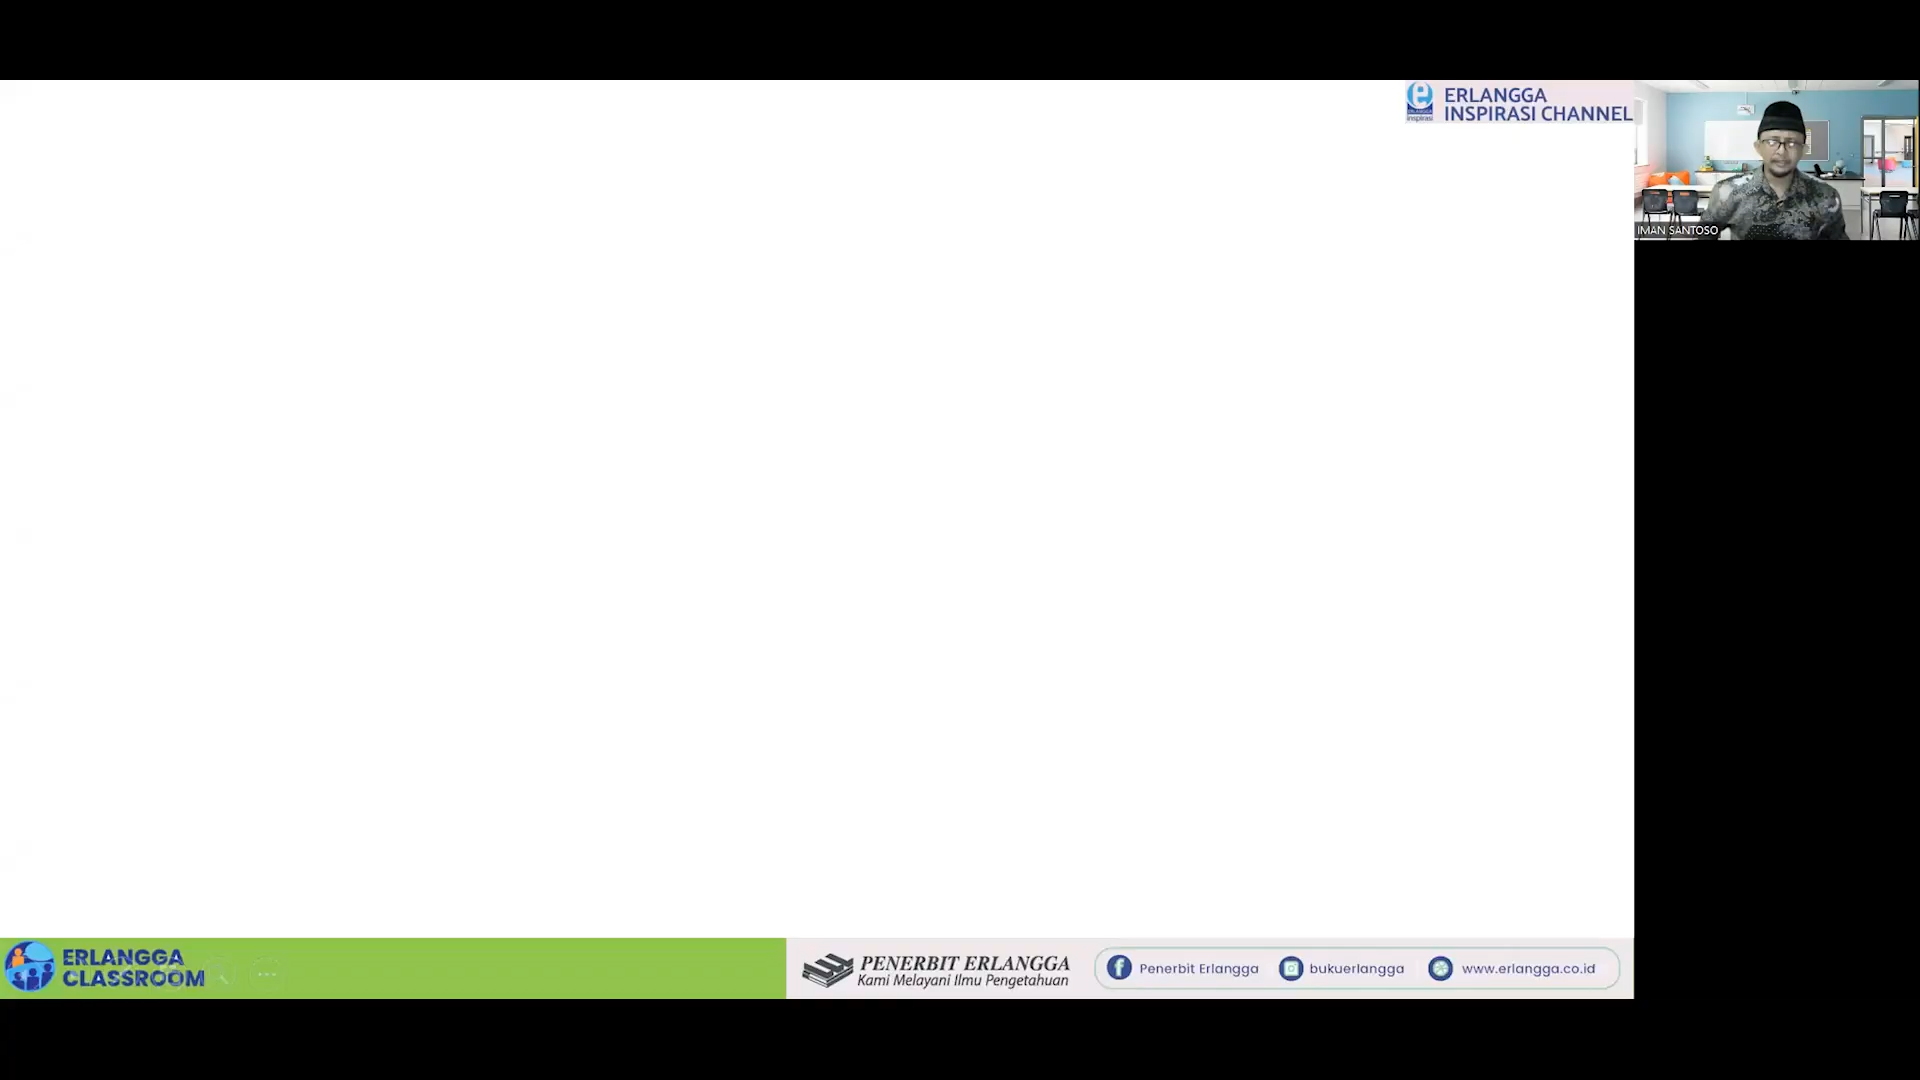 ERLANGGA
INSPIRASI CHANNEL
IMAN SANTOSO
ERLANGGA
CLASSROOM
PENERBIT ERLANGGA
Kami Melayani Ilmu Pengetahuan
Penerbit Erlangga
bukuerlangga
www.erlangga.co.id